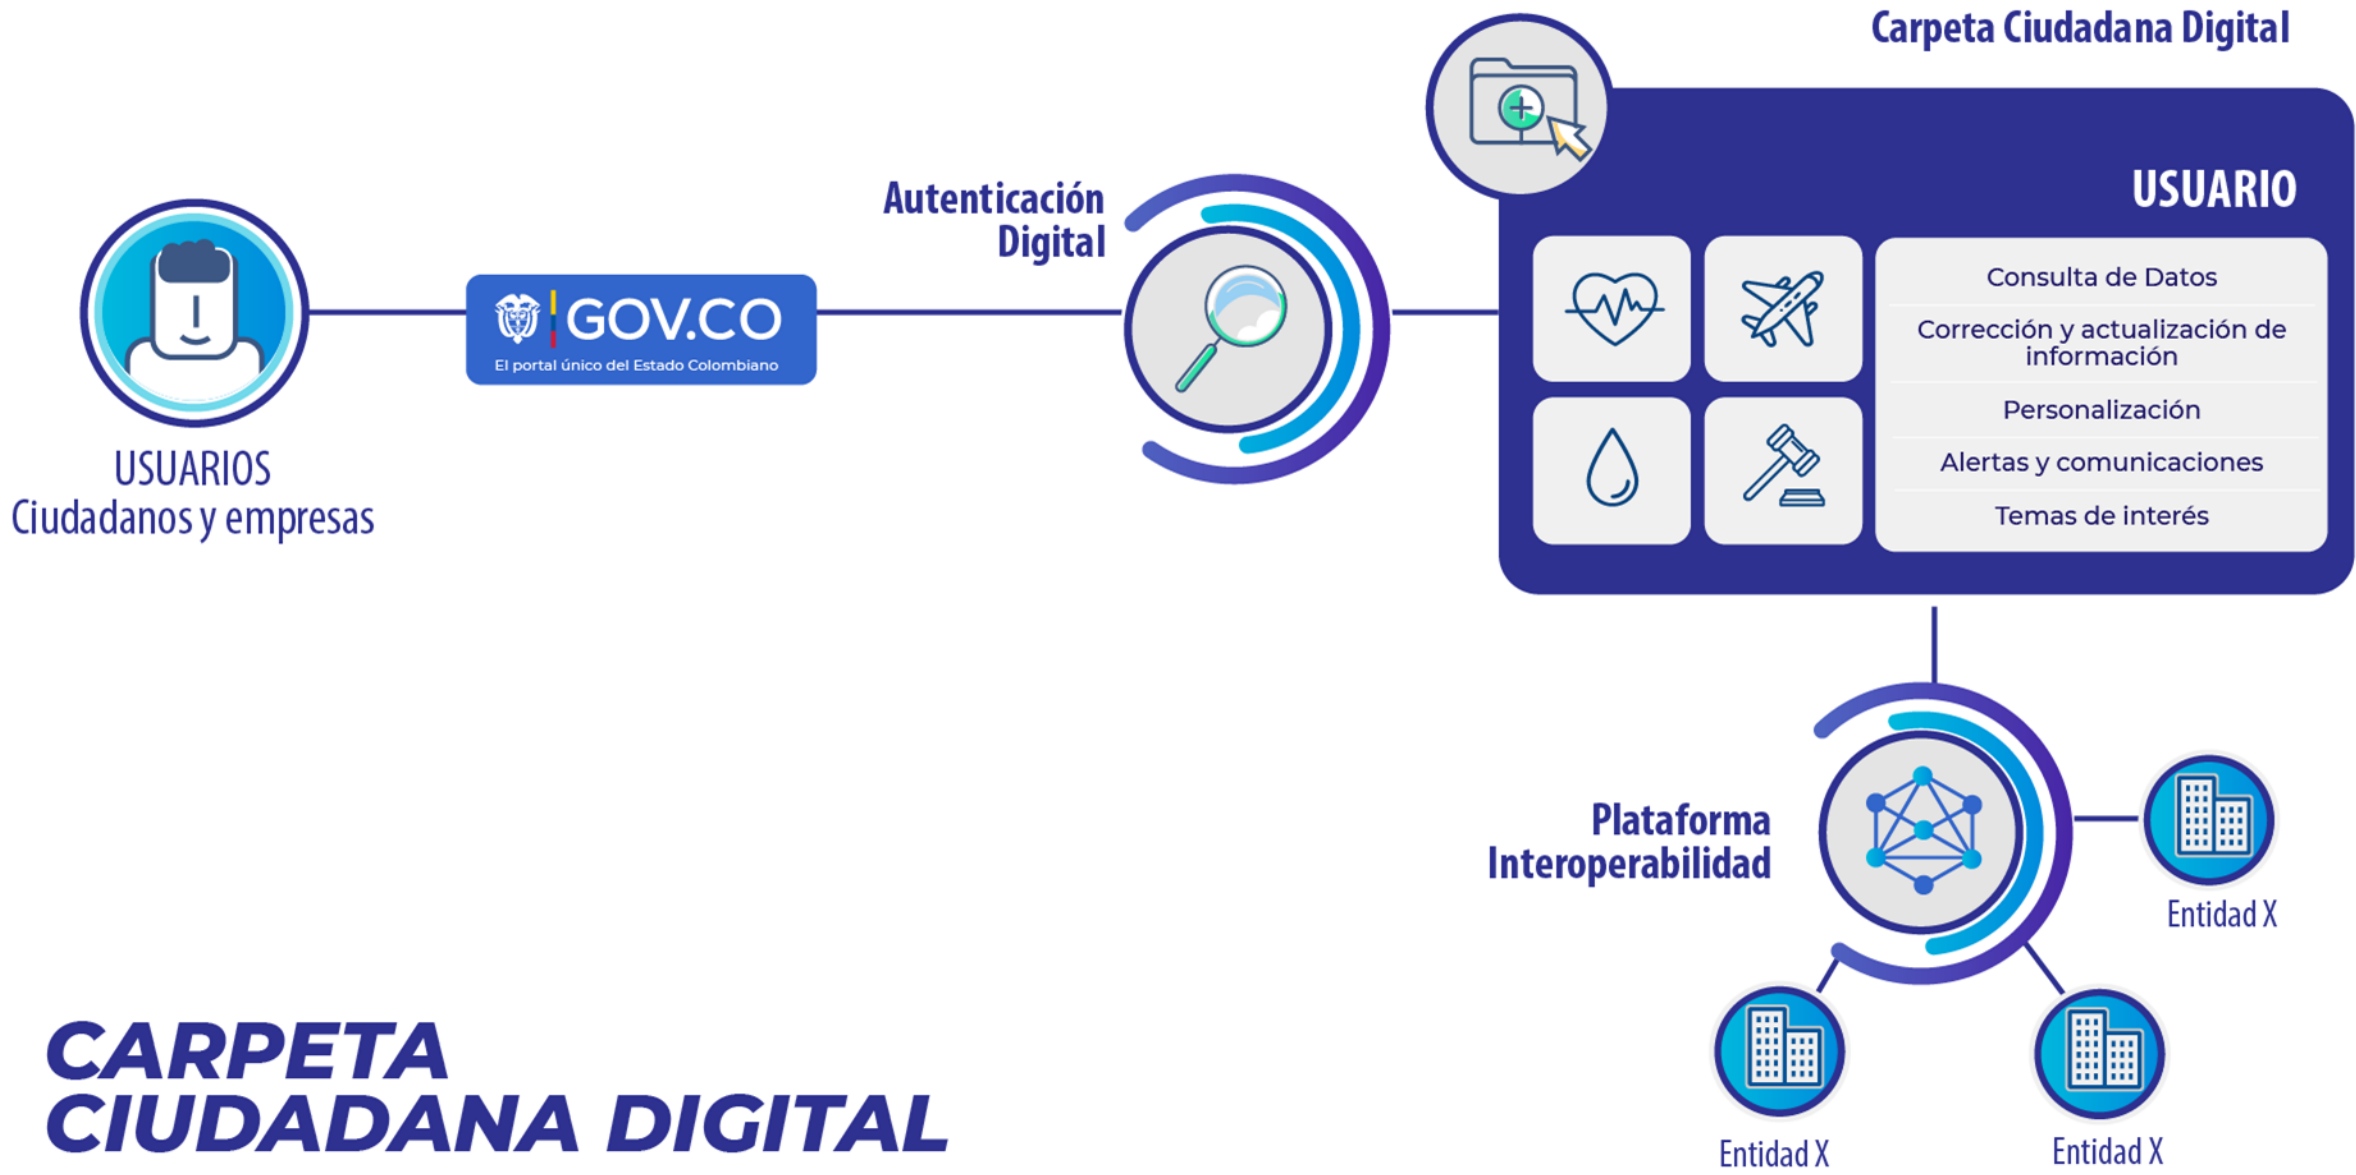 Carpeta Ciudadana Digital
USUARIO
Autenticación
Digital
GOV.CO
El portal único del Estado Colombiano
USUARIOS
Ciudadanos y empresas
Consulta de Datos
Corrección y actualización de
información
Personalización
Alertas y comunicaciones
Temas de interés
Plataforma
Interoperabilidad
Entidad X
Entidad X
Entidad X
CARPETA
CIUDADANA DIGITAL